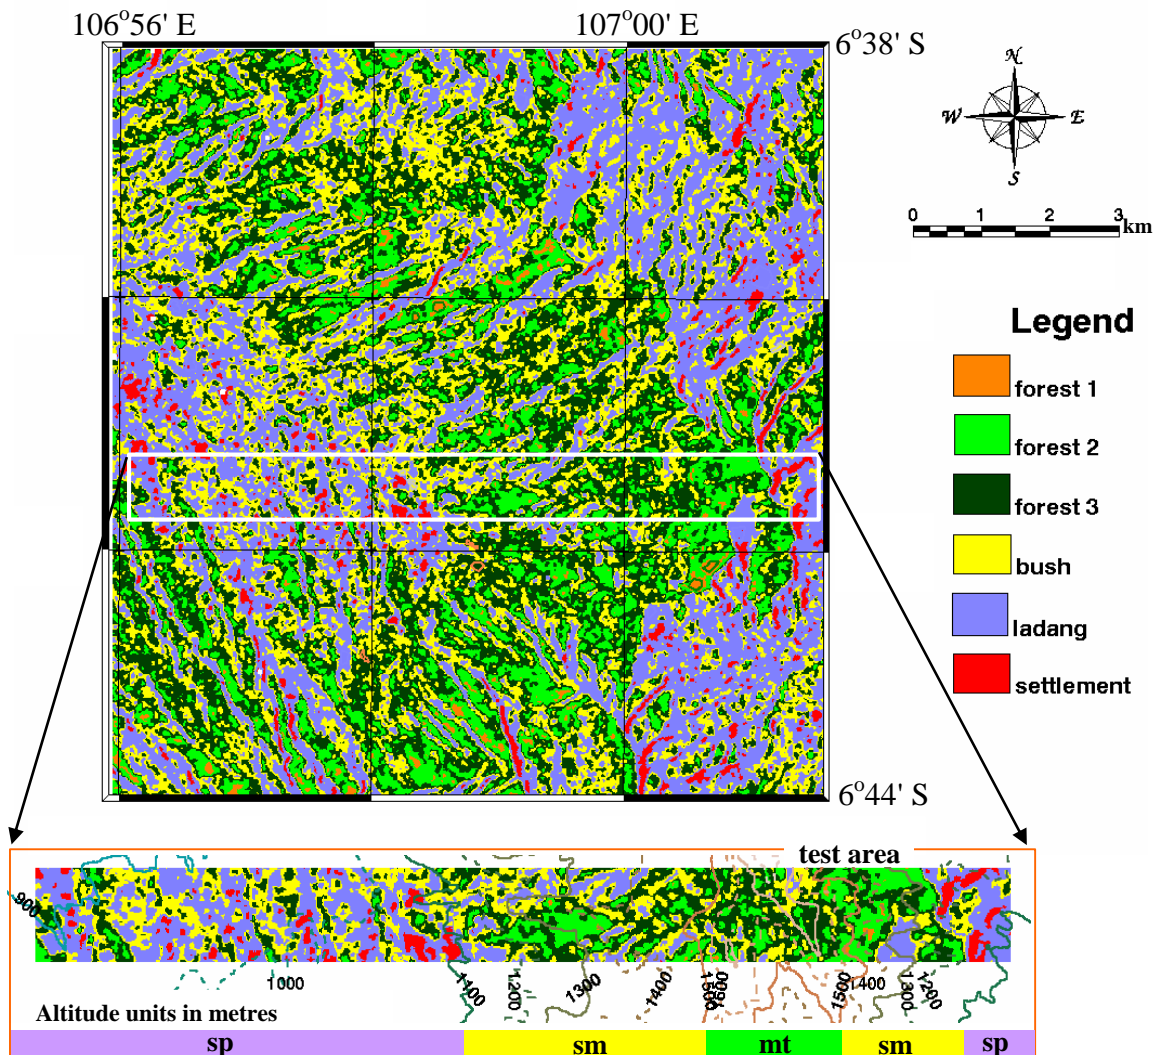 106°56' E
107°00' E
6°38' S
N
W E
S
0 1 2 3
km
Legend
forest 1
forest 2
forest 3
bush
ladang
settlement
6°44' S
test area
900
1000
1100
1200
1300
1400
1500
1500
1400
1300
1200
Altitude units in metres
sp sm mt sm sp